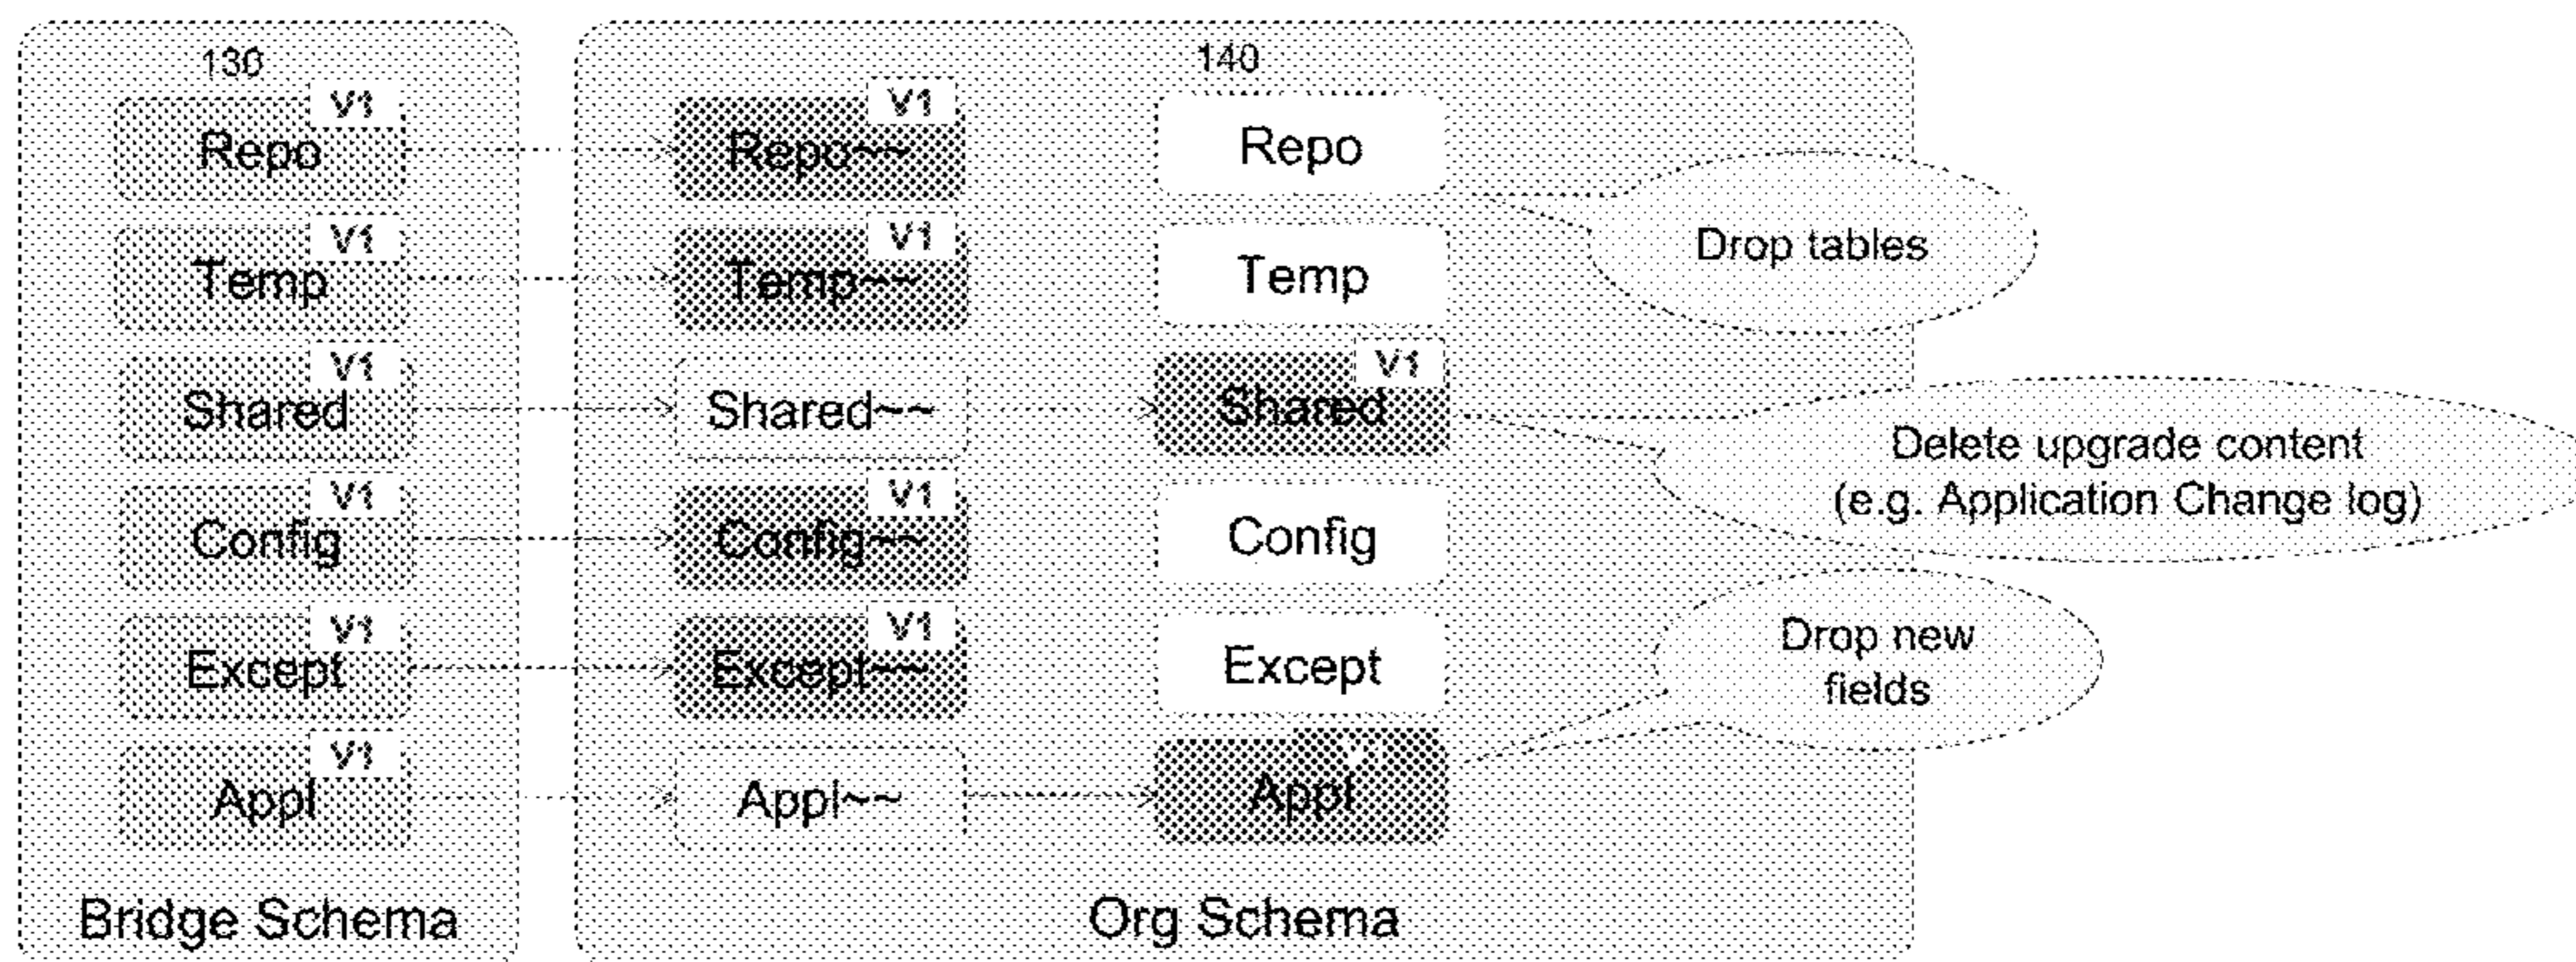 130
140
V1
Repo
V1
Repo~~
Repo
V1
Temp
V1
Temp~~
Temp
Drop tables
V1
Shared
Shared~~
V1
Shared
Delete upgrade content
(e.g. Application Change log)
V1
Config
V1
Config~~
Config
V1
Except
V1
Except~~
Except
Drop new
fields
V1
Appl
Appl~~
Appl
Bridge Schema
Org Schema